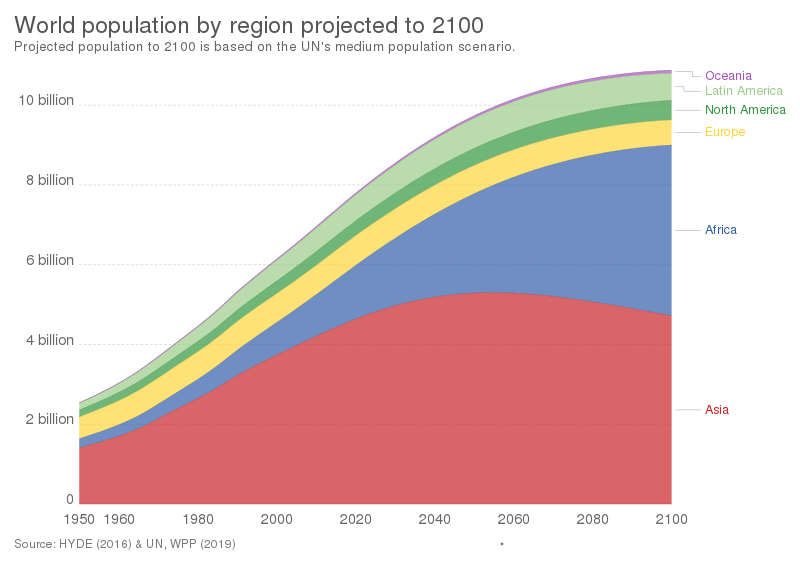 World population by region projected to 2100
Projected population to 2100 is based on the UN's medium population scenario.
Oceania
Latin America
10 billion
North America
Europe
8 billion
Africa
6 billion
4 billion
Asia
2 billion
0
1950 1960 1980 2000 2020 2040 2060 2080 2100
Source: HYDE (2016) & UN, WPP (2019) •